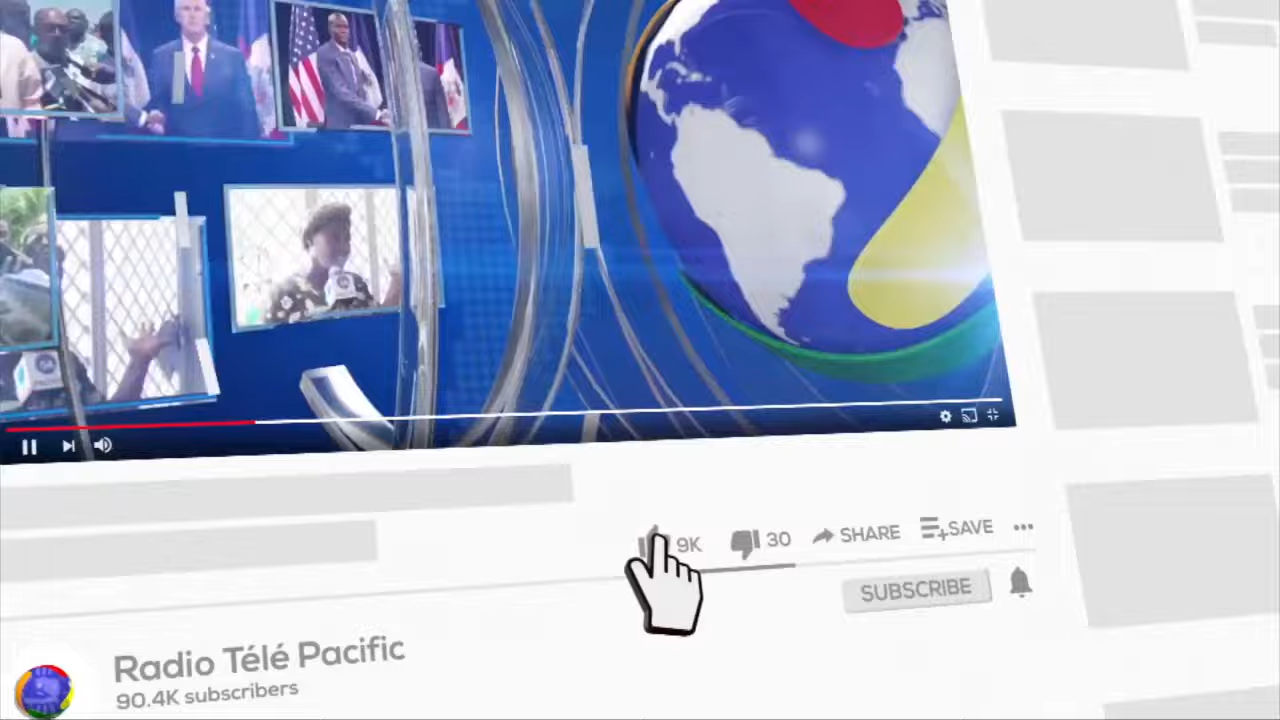 9K
30
SHARE
SAVE
SUBSCRIBE
Radio Télé Pacific
90.4K subscribers